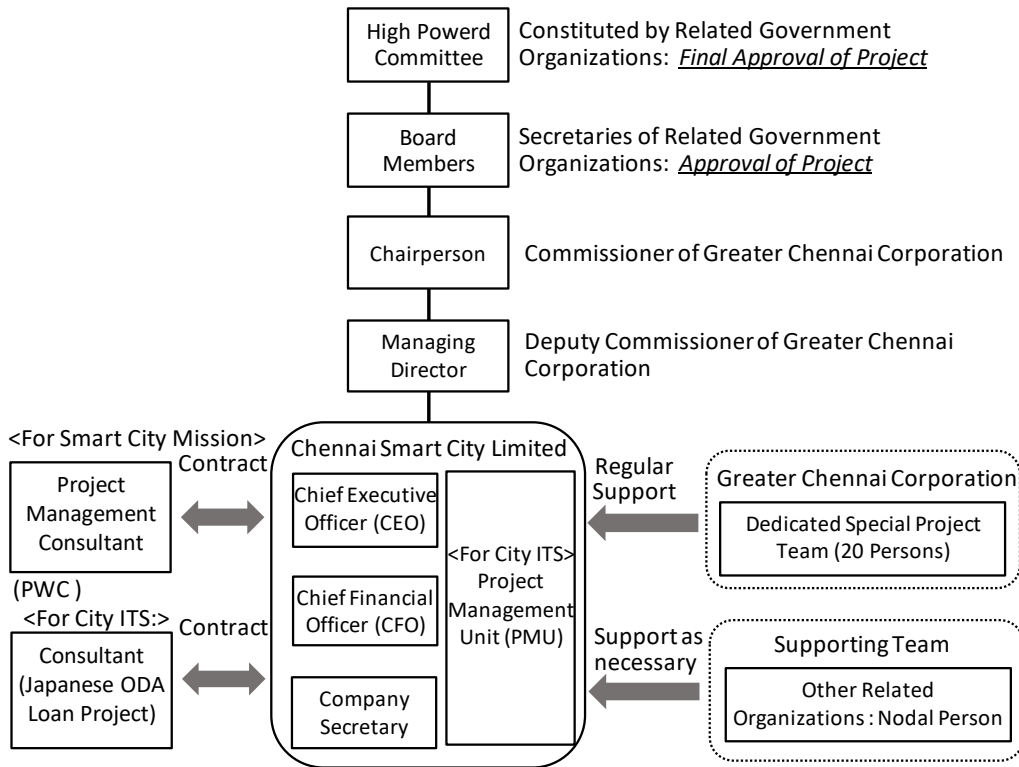 High Powerd
Committee
Constituted by Related Government
Organizations: Final Approval of Project
Board
Members
Secretaries of Related Government
Organizations: Approval of Project
Chairperson
Commissioner of Greater Chennai Corporation
Managing
Director
Deputy Commissioner of Greater Chennai
Corporation
<For Smart City Mission>
Contract
Project
Management
Consultant
(PWC )
<For City ITS:>
Contract
Consultant
(Japanese ODA
Loan Project)
Chennai Smart City Limited
Chief Executive
Officer (CEO)
Chief Financial
Officer (CFO)
Company
Secretary
<For City ITS>
Project
Management
Unit (PMU)
Regular
Support
Greater Chennai Corporation
Dedicated Special Project
Team (20 Persons)
Support as
necessary
Supporting Team
Other Related
Organizations : Nodal Person